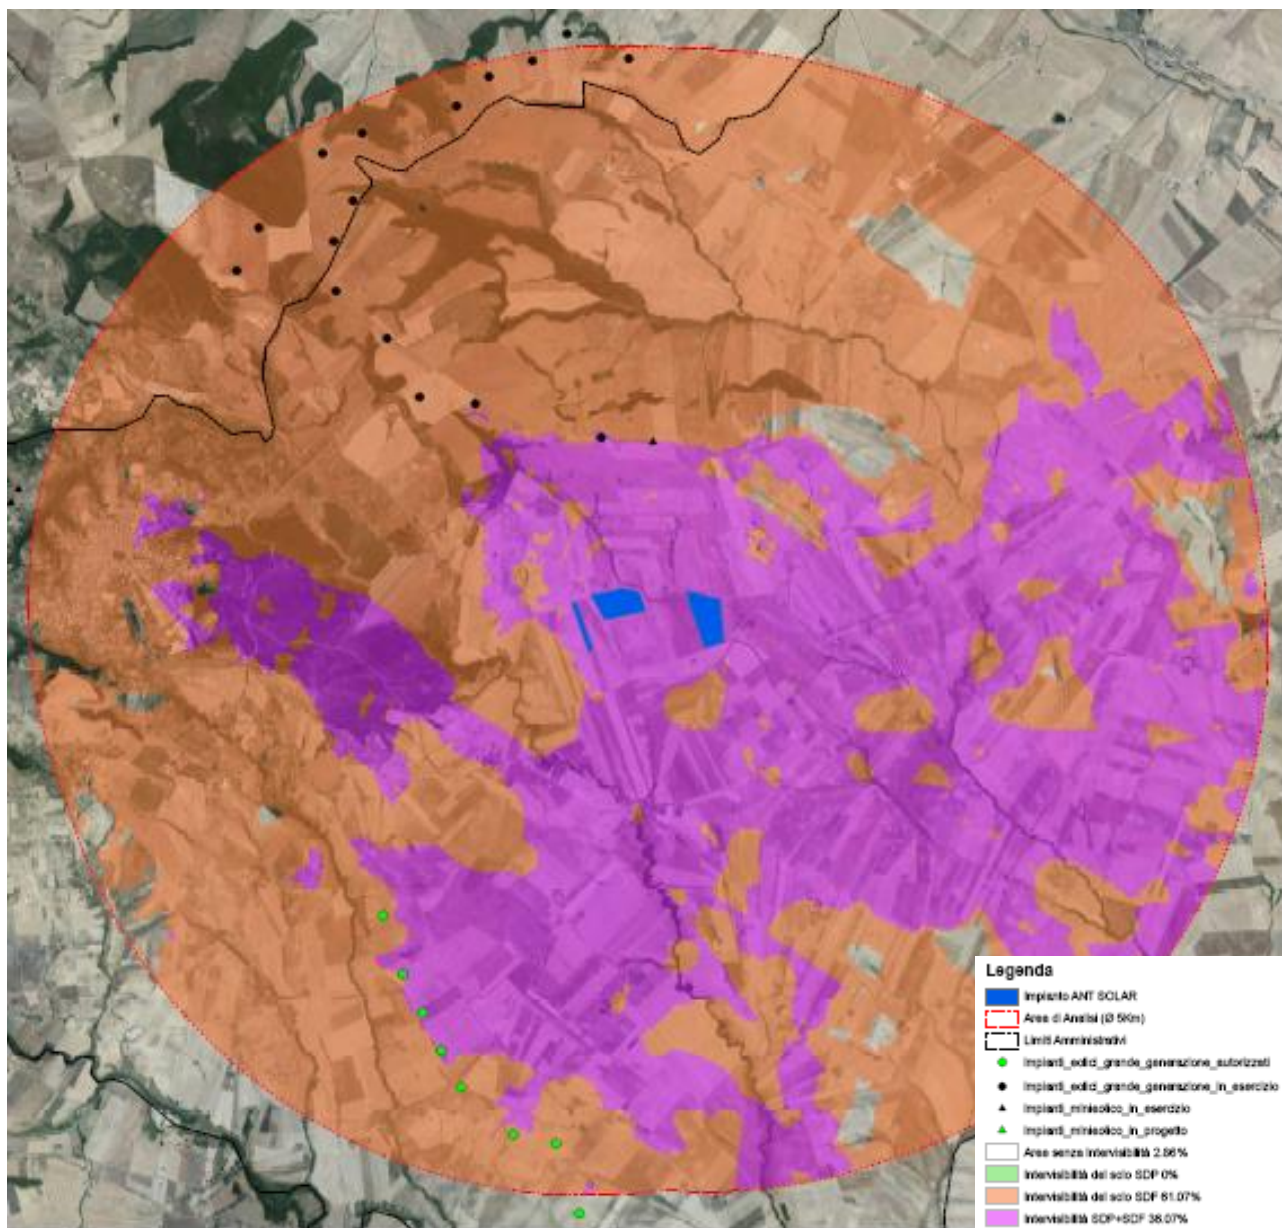 Legenda
Impianto ANT SOLAR
Area di Analisi (Ø 5Km)
Limiti Amministrativi
Impianti_eolici_grande_generazione_autorizzati
Impianti_eolici_grande_generazione_in_esercizio
Impianti_minieolico_in_esercizio
Impianti_minieolico_in_progetto
Aree senza Intervisibilità 2.86%
Intervisibilità del solo SDP 0%
Intervisibilità del solo SDF 61.07%
Intervisibilità SDP+SDF 36.07%